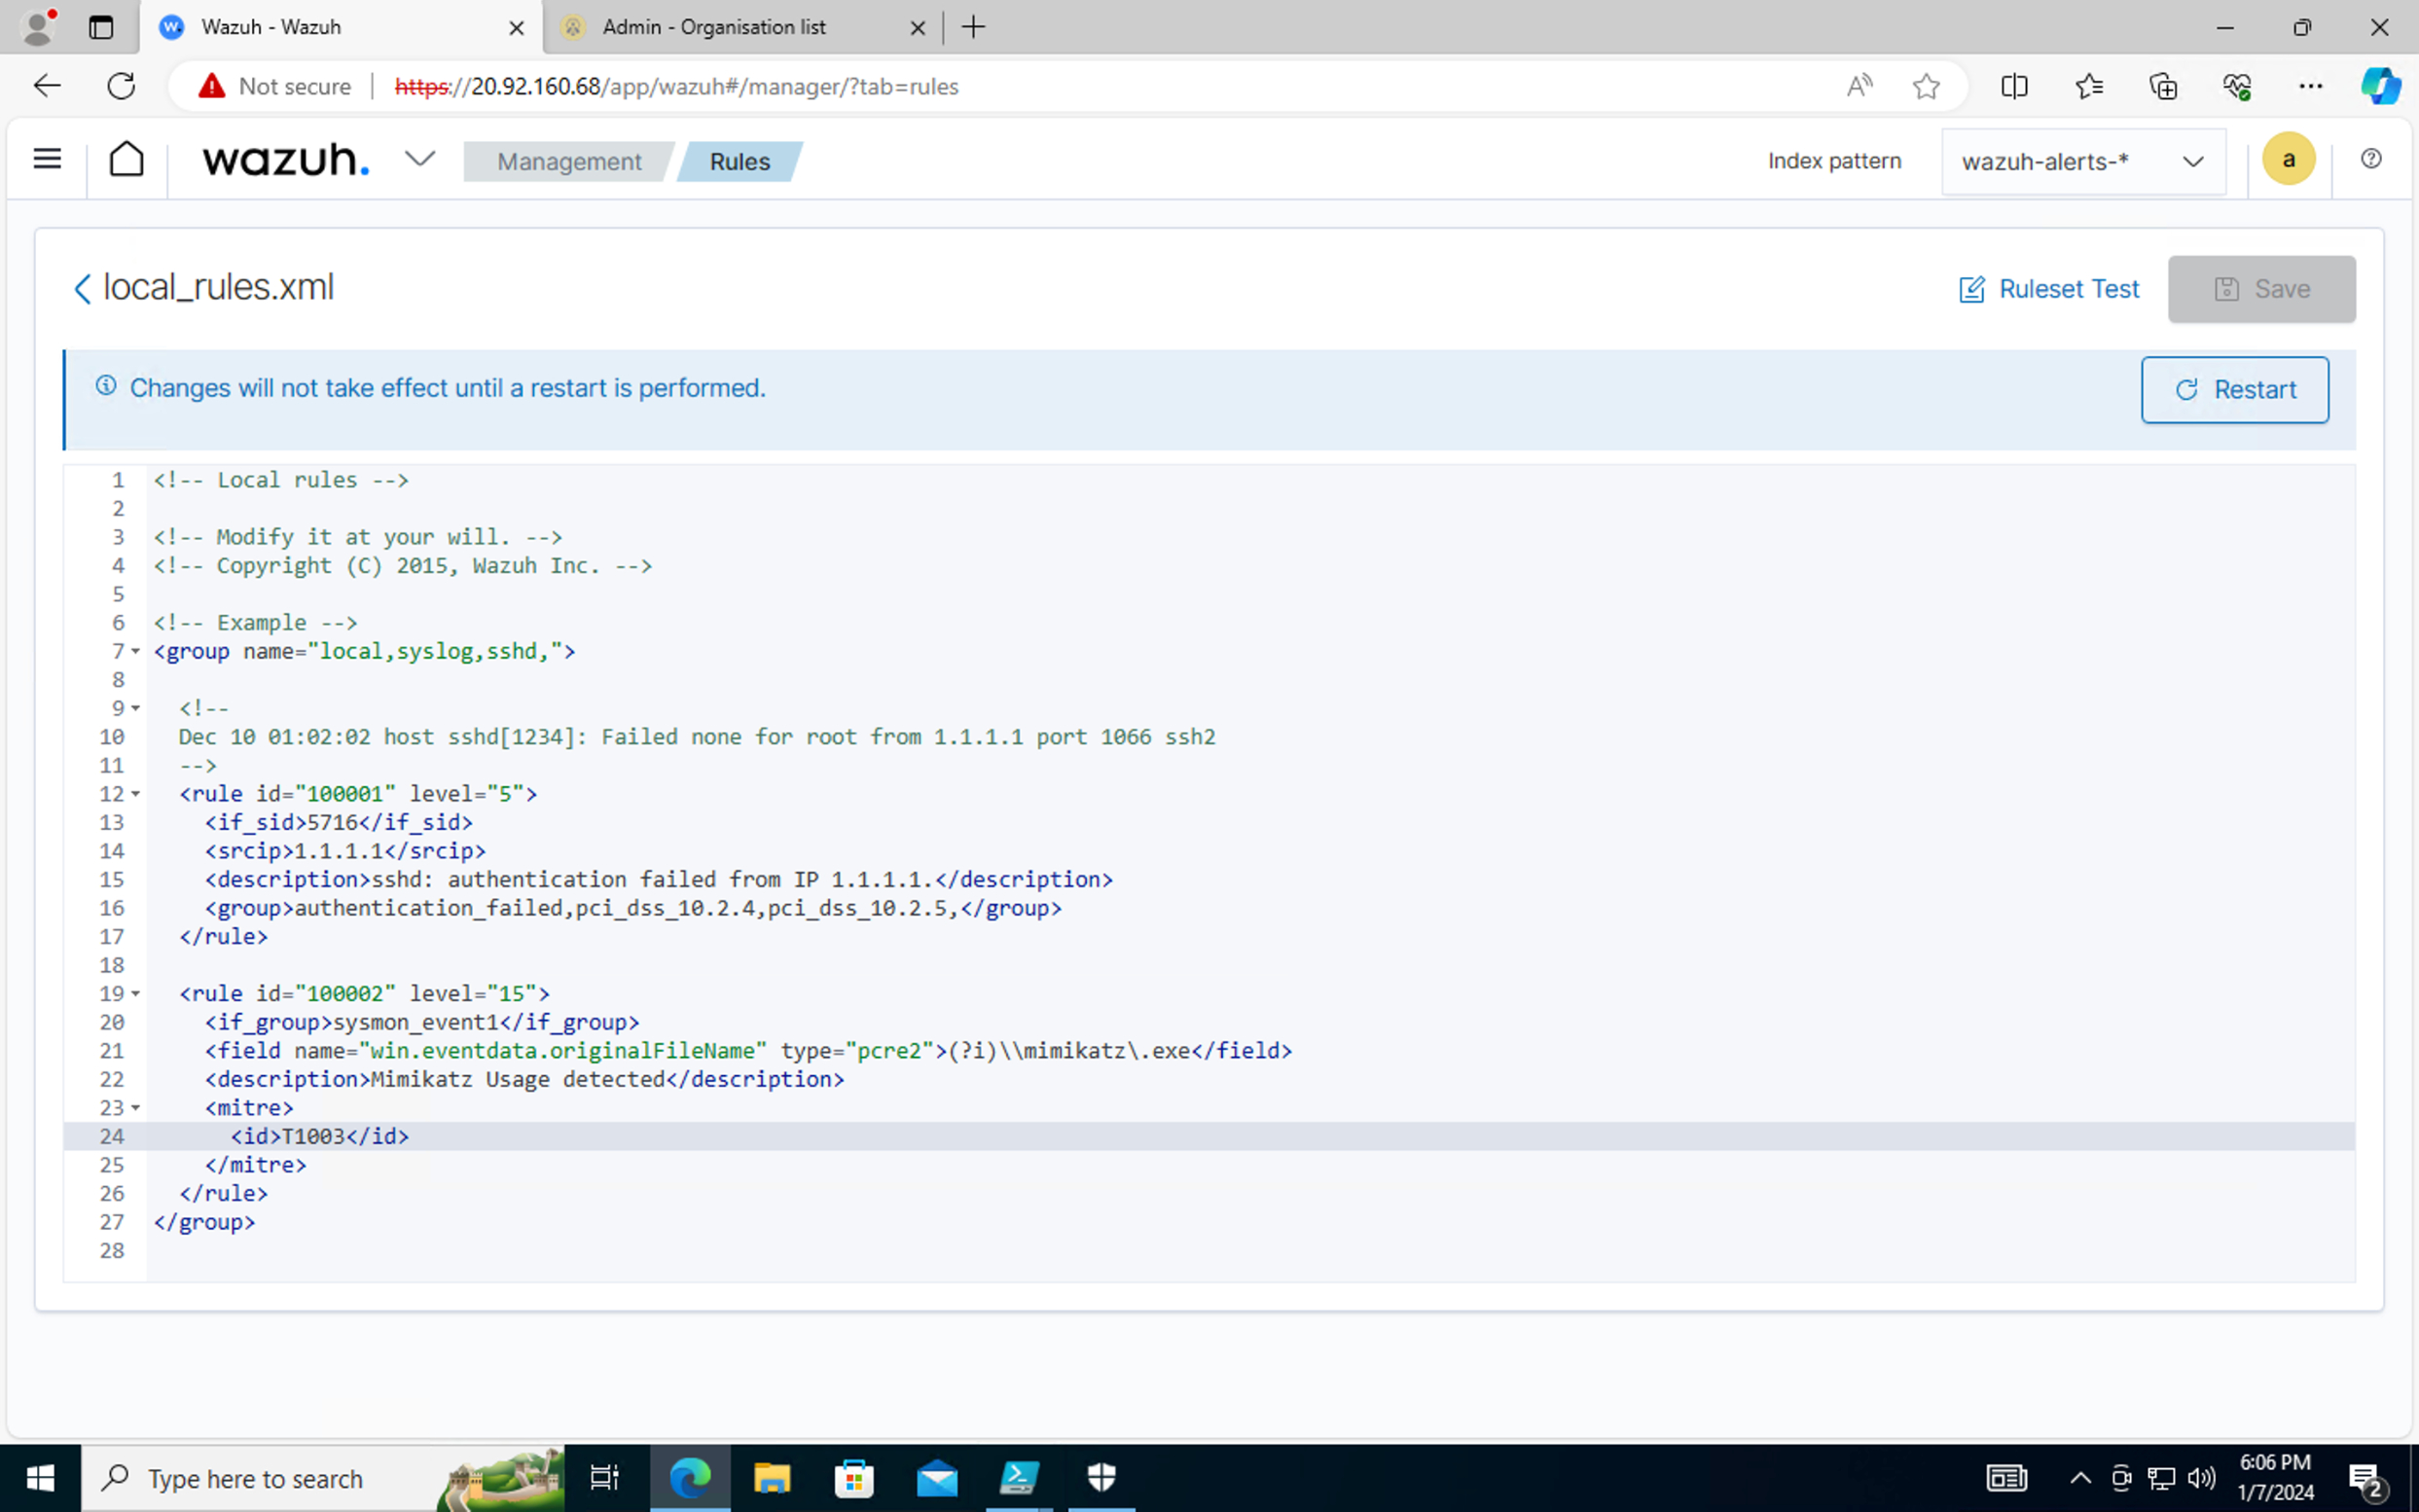 Wazuh - Wazuh
Admin - Organisation list
Not secure
https://20.92.160.68/app/wazuh#/manager/?tab=rules
wazuh.
Management
Rules
Index pattern
wazuh-alerts-*
a
local_rules.xml
Ruleset Test
Save
Changes will not take effect until a restart is performed.
Restart
1 <!-- Local rules -->
2
3 <!-- Modify it at your will. -->
4 <!-- Copyright (C) 2015, Wazuh Inc. -->
5
6 <!-- Example -->
7 <group name="local,syslog,sshd,">
8
9 <!--
10 Dec 10 01:02:02 host sshd[1234]: Failed none for root from 1.1.1.1 port 1066 ssh2
11 -->
12 <rule id="100001" level="5">
13 <if_sid>5716</if_sid>
14 <srcip>1.1.1.1</srcip>
15 <description>sshd: authentication failed from IP 1.1.1.1.</description>
16 <group>authentication_failed,pci_dss_10.2.4,pci_dss_10.2.5,</group>
17 </rule>
18
19 <rule id="100002" level="15">
20 <if_group>sysmon_event1</if_group>
21 <field name="win.eventdata.originalFileName" type="pcre2">(?i)\\mimikatz\.exe</field>
22 <description>Mimikatz Usage detected</description>
23 <mitre>
24 <id>T1003</id>
25 </mitre>
26 </rule>
27 </group>
28
Type here to search
6:06 PM
1/7/2024
2